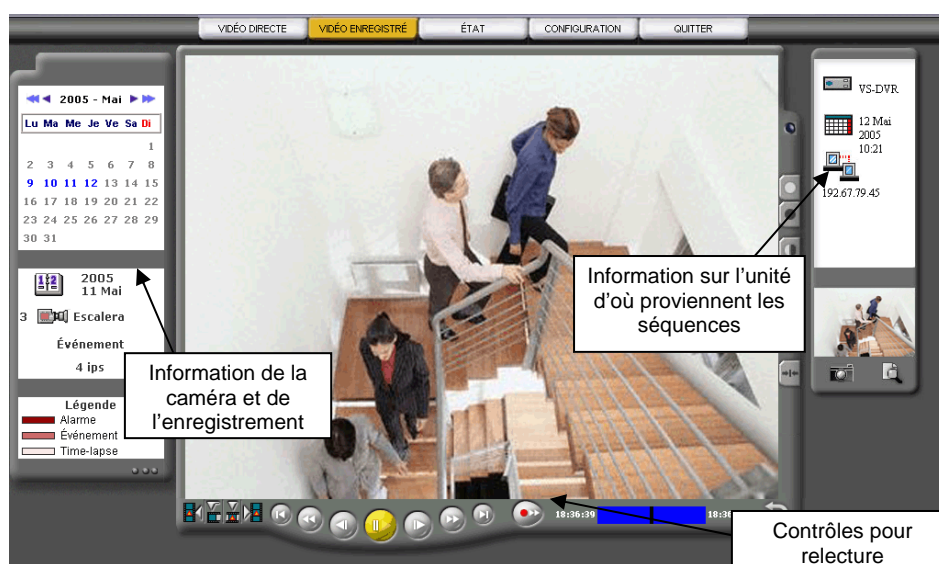 VIDÉO DIRECTE VIDÉO ENREGISTRÉ ÉTAT CONFIGURATION QUITTER
2005 - Mai
Lu Ma Me Je Ve Sa Di
1
2 3 4 5 6 7 8
9 10 11 12 13 14 15
16 17 18 19 20 21 22
23 24 25 26 27 28 29
30 31
2005
11 Mai
3 Escalera
Événement
4 ips
Légende
Alarme
Événement
Time-lapse
Information de la
caméra et de
l'enregistrement
VS-DVR
12 Mai
2005
10:21
192.67.79.45
Information sur l'unité
d'où proviennent les
séquences
18:36:39
18:36
Contrôles pour
relecture